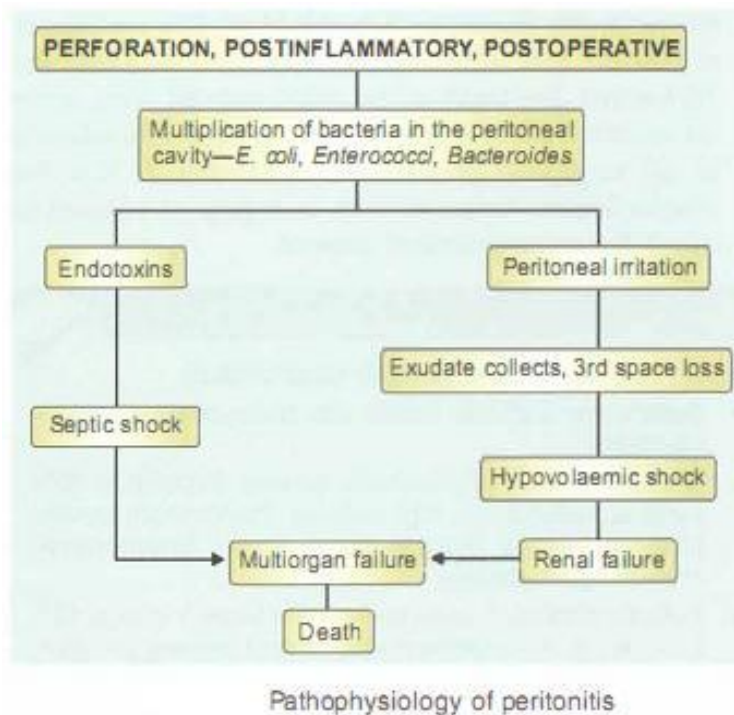 PERFORATION, POSTINFLAMMATORY, POSTOPERATIVE
Multiplication of bacteria in the peritoneal
cavity—E. coli, Enterococci, Bacteroides
Endotoxins
Peritoneal irritation
Exudate collects, 3rd space loss
Septic shock
Hypovolaemic shock
Multiorgan failure
Renal failure
Death
Pathophysiology of peritonitis